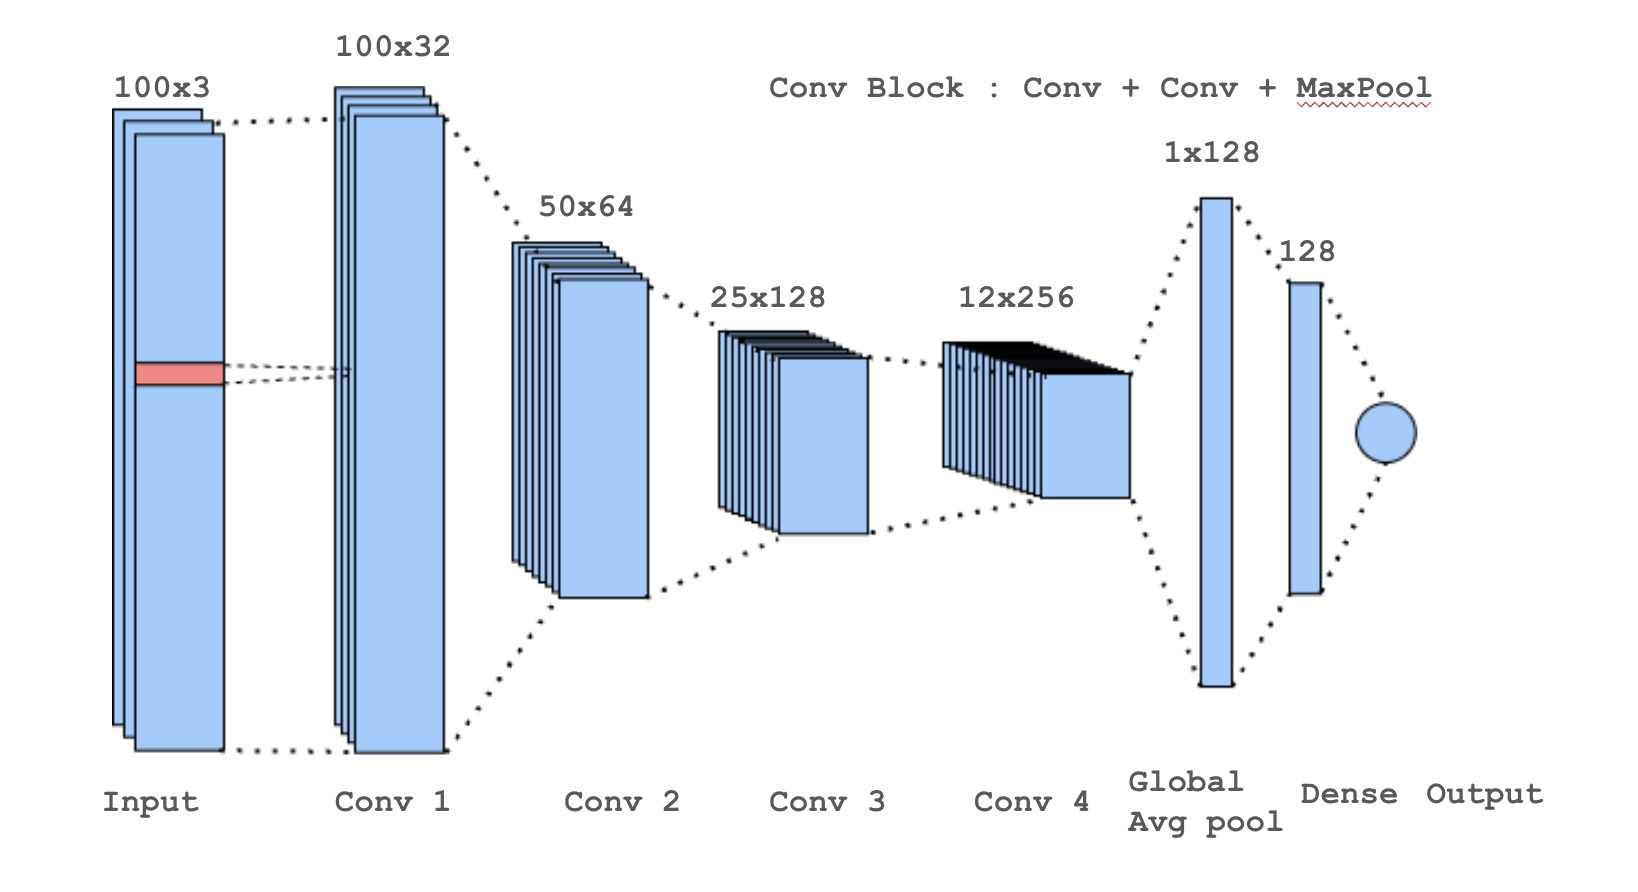 100x3
100x32
Conv Block : Conv + Conv + MaxPool
50x64
25x128
12x256
1x128
128
Input
Conv 1
Conv 2
Conv 3
Conv 4
Global
Avg pool
Dense
Output